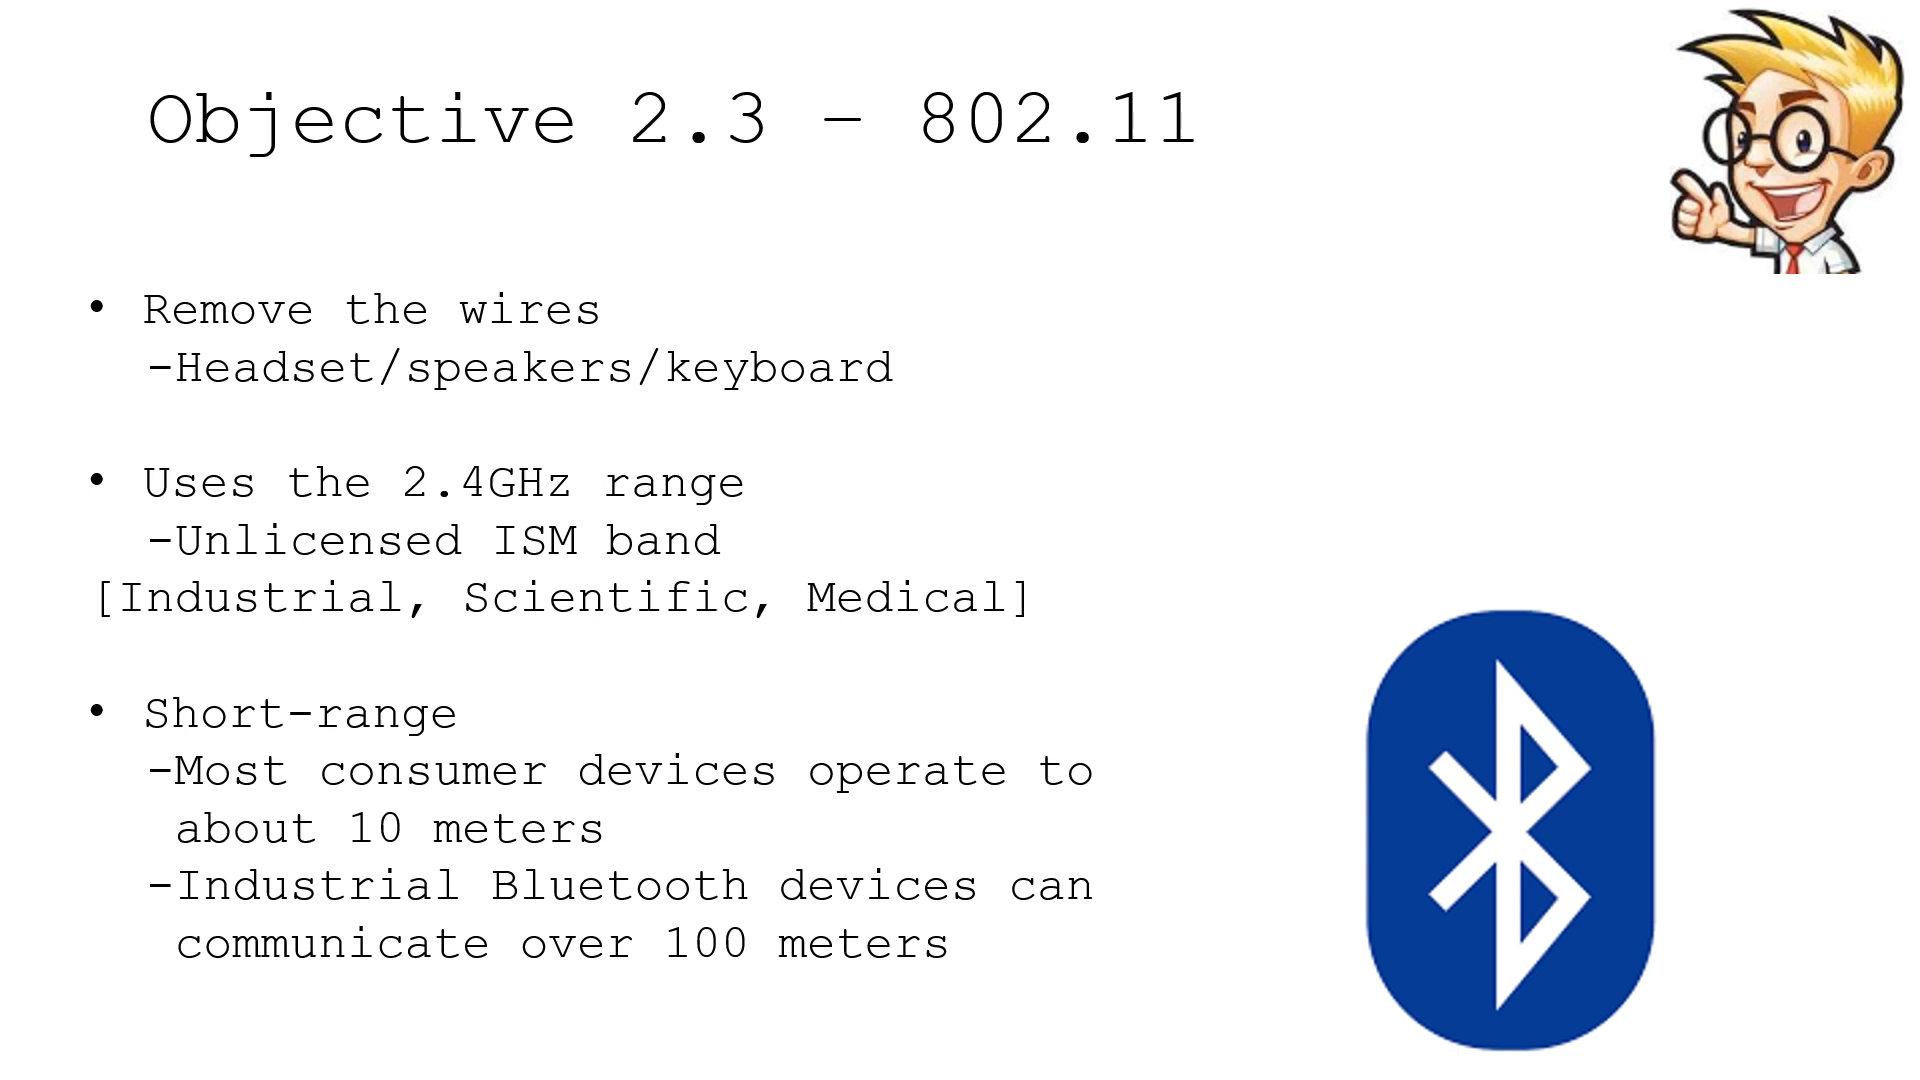 Objective 2.3 – 802.11
• Remove the wires
–Headset/speakers/keyboard
• Uses the 2.4GHz range
–Unlicensed ISM band
[Industrial, Scientific, Medical]
• Short-range
–Most consumer devices operate to
about 10 meters
–Industrial Bluetooth devices can
communicate over 100 meters